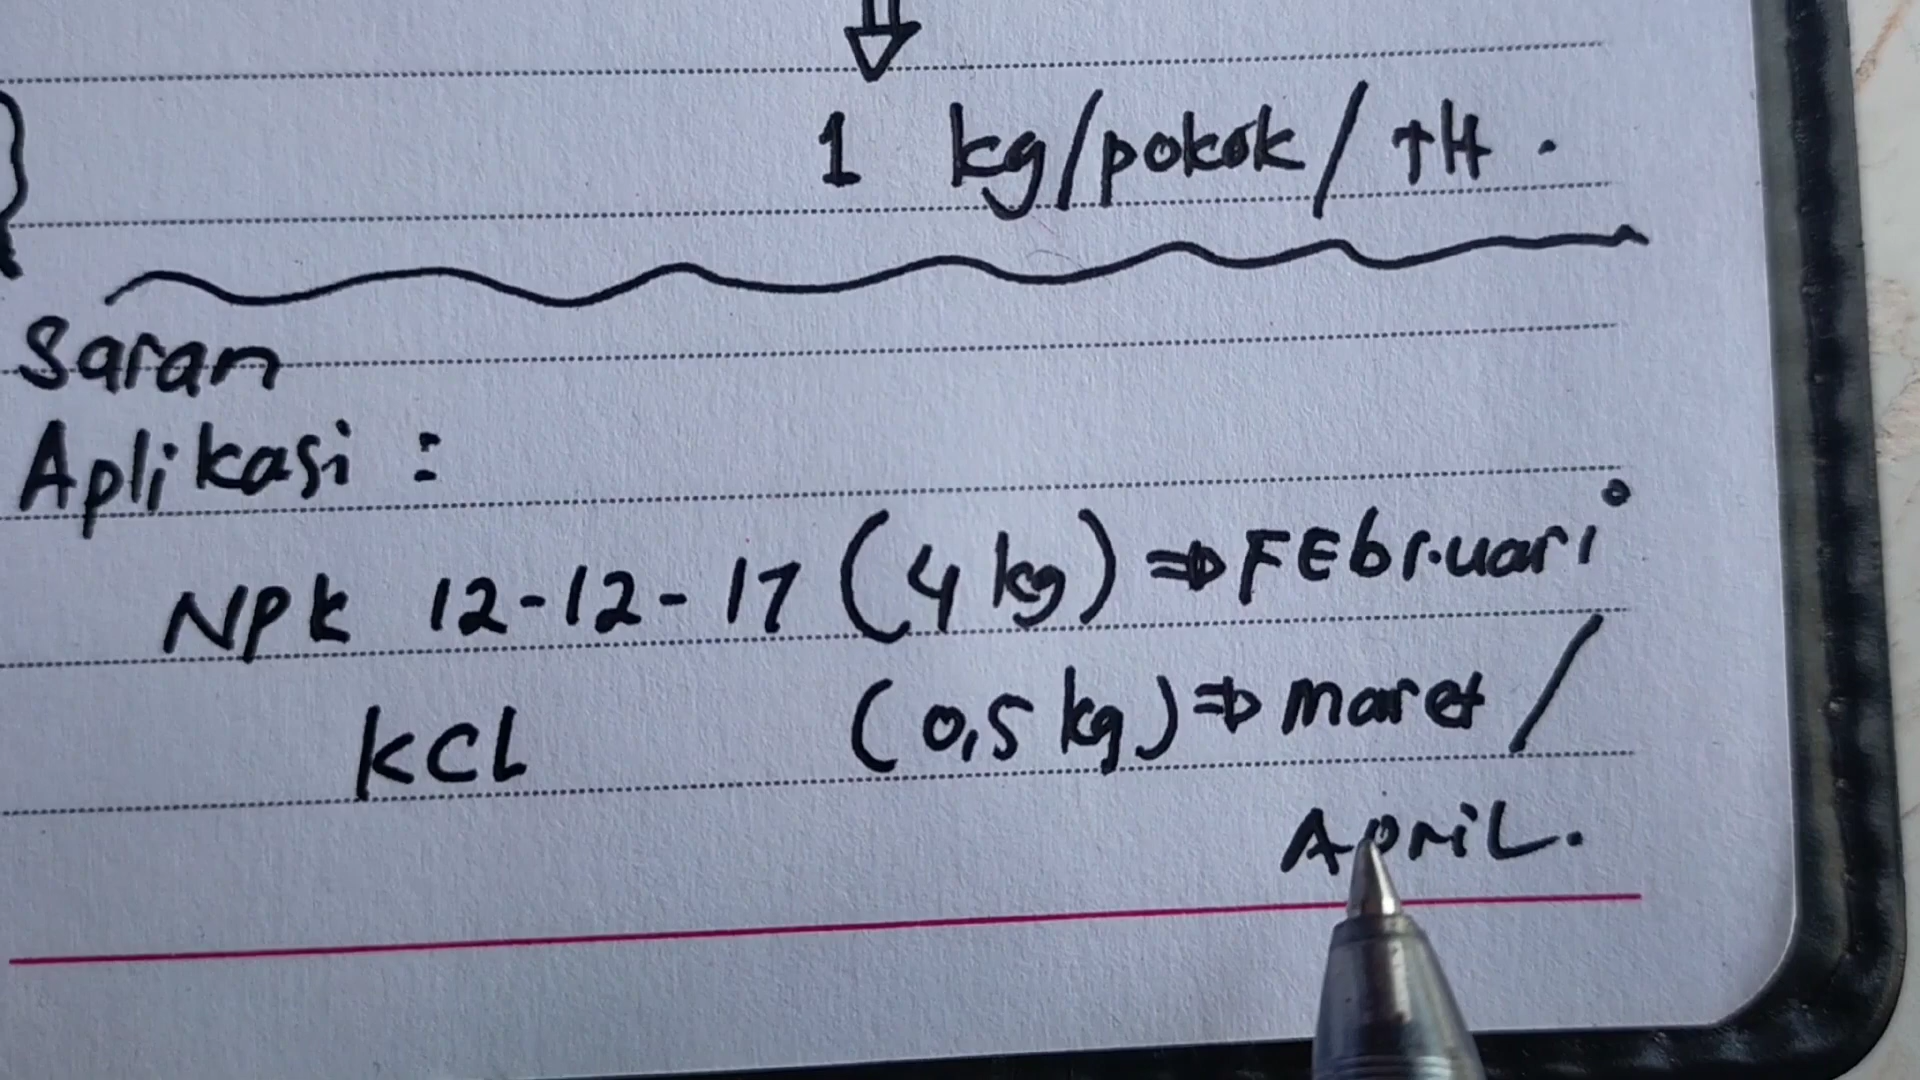 1 kg/pokok/TH.
Saran
Aplikasi :
NPK 12-12-17 (4 kg) ⇒ FEbruari
KCL (0,5 kg) ⇒ maret /
ApriL.